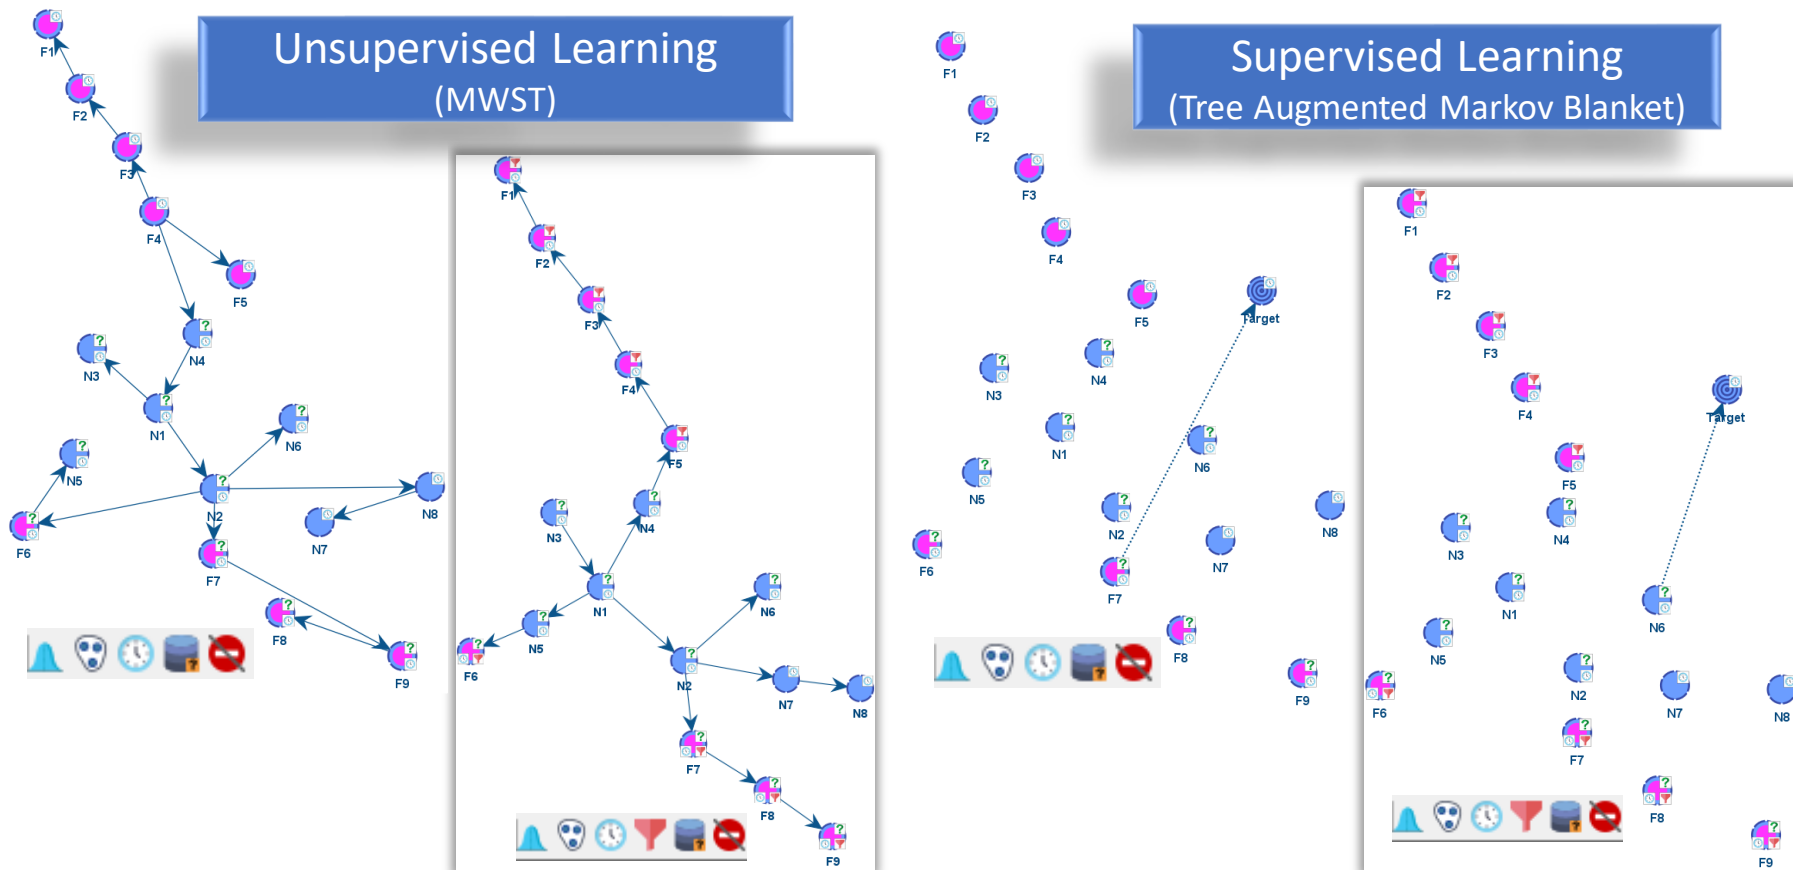 Unsupervised Learning
(MWST)
Supervised Learning
(Tree Augmented Markov Blanket)
F1
F2
F3
F4
F5
N4
N3
N1
N6
N5
N2
N8
F6
N7
F7
F8
F9
F1
F2
F3
F4
F5
N4
N3
N1
N6
N5
F6
N2
N7
N8
F7
F8
F9
F1
F2
F3
F4
F5
Target
N4
N3
N1
N6
N5
N2
N8
F6
N7
F7
F8
F9
F1
F2
F3
F4
Target
F5
N4
N3
N1
N6
N5
N2
F6
N7
N8
F7
F8
F9